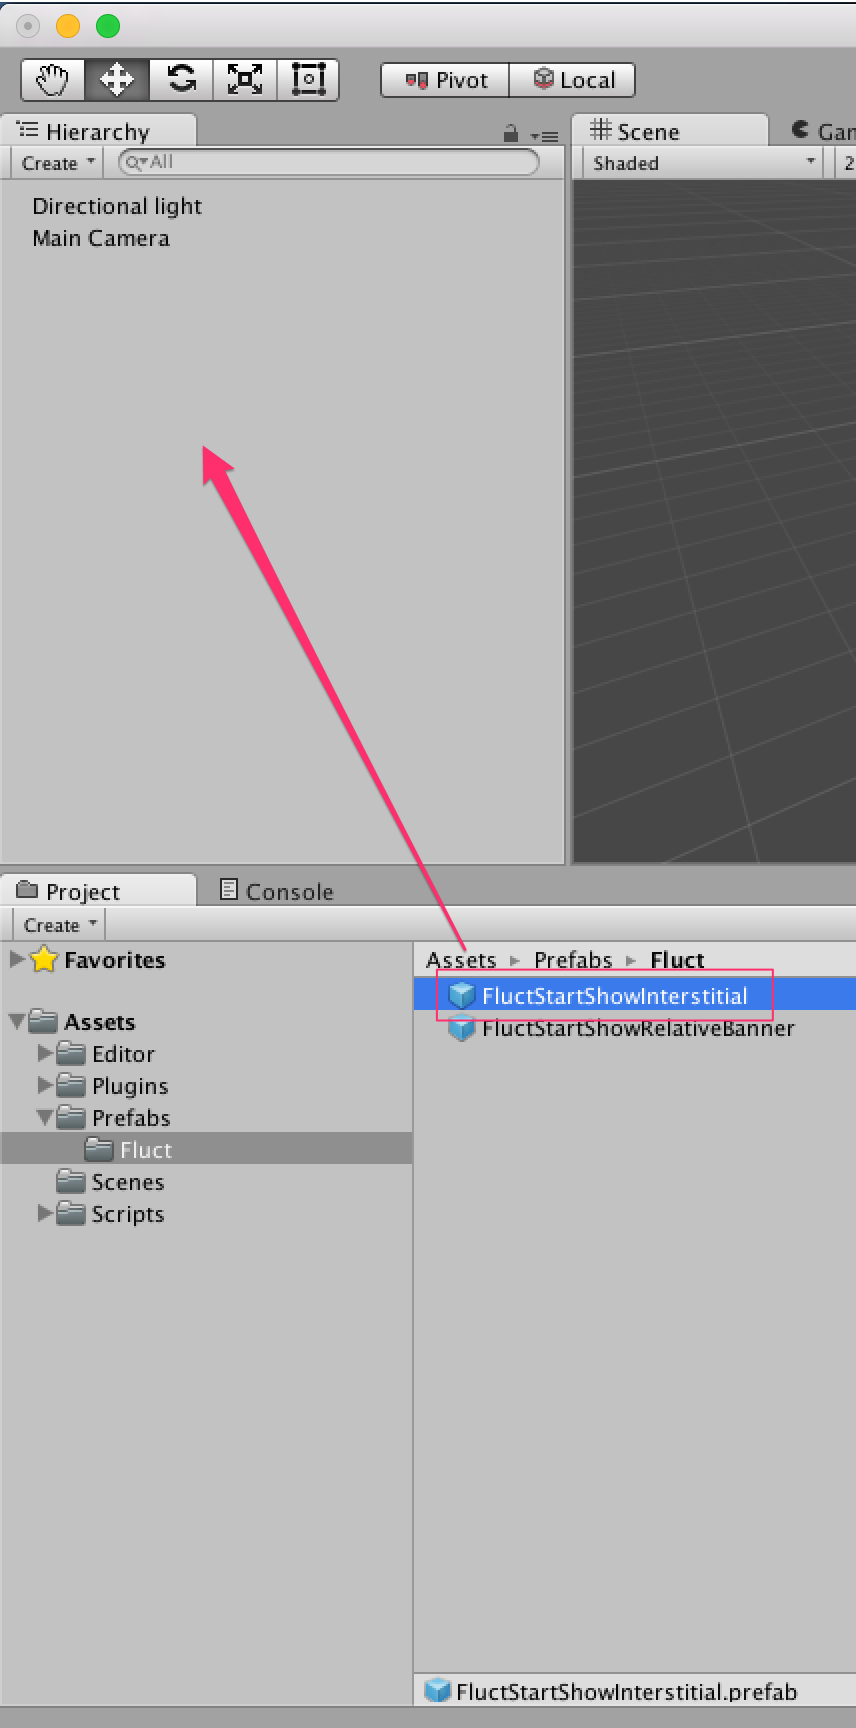 Pivot Local
Hierarchy
Create All
Directional light
Main Camera
Scene
Shaded 2
Project Console
Create
Favorites
Assets
Editor
Plugins
Prefabs
Fluct
Scenes
Scripts
Assets Prefabs Fluct
FluctStartShowInterstitial
FluctStartShowRelativeBanner
FluctStartShowInterstitial.prefab